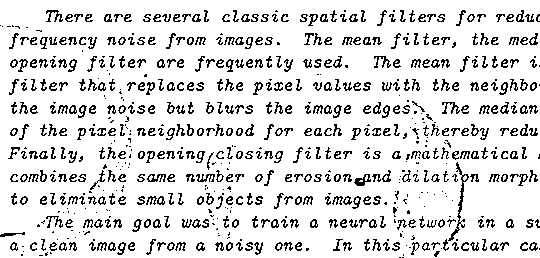 There are several classic spatial filters for reduc
frequency noise from images. The mean filter, the med
opening filter are frequently used. The mean filter i
filter that replaces the pixel values with the neighbo
the image noise but blurs the image edges. The median
of the pixel neighborhood for each pixel, thereby redu
Finally, the opening closing filter is a mathematical
combines the same number of erosion and dilation morph
to eliminate small objects from images.
The main goal was to train a neural network in a su
a clean image from a noisy one. In this particular ca